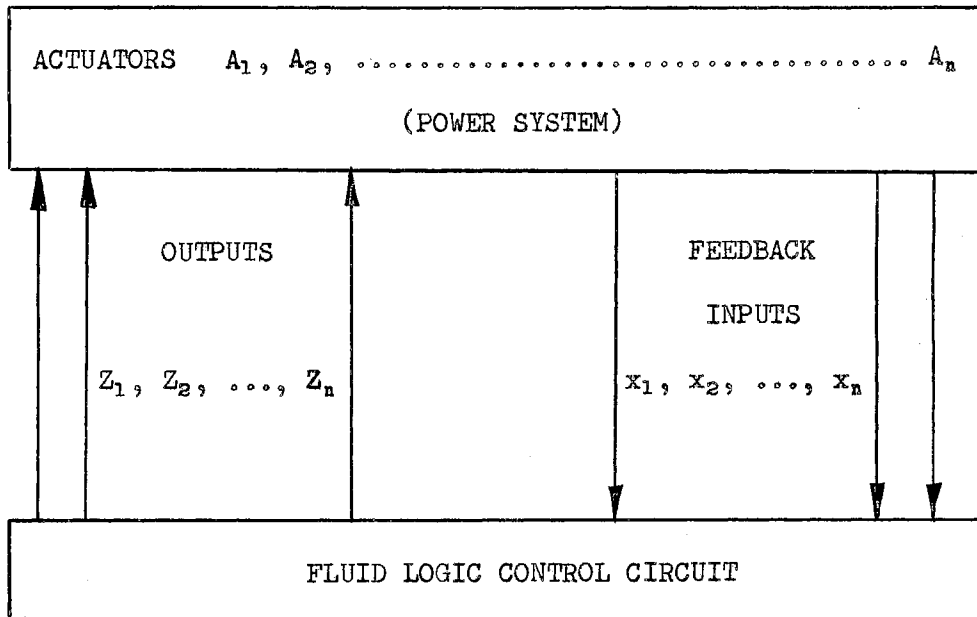 ACTUATORS A₁, A₂, .................................... Aₙ
(POWER SYSTEM)
OUTPUTS
Z₁, Z₂, ..., Zₙ
FEEDBACK
INPUTS
x₁, x₂, ..., xₙ
FLUID LOGIC CONTROL CIRCUIT